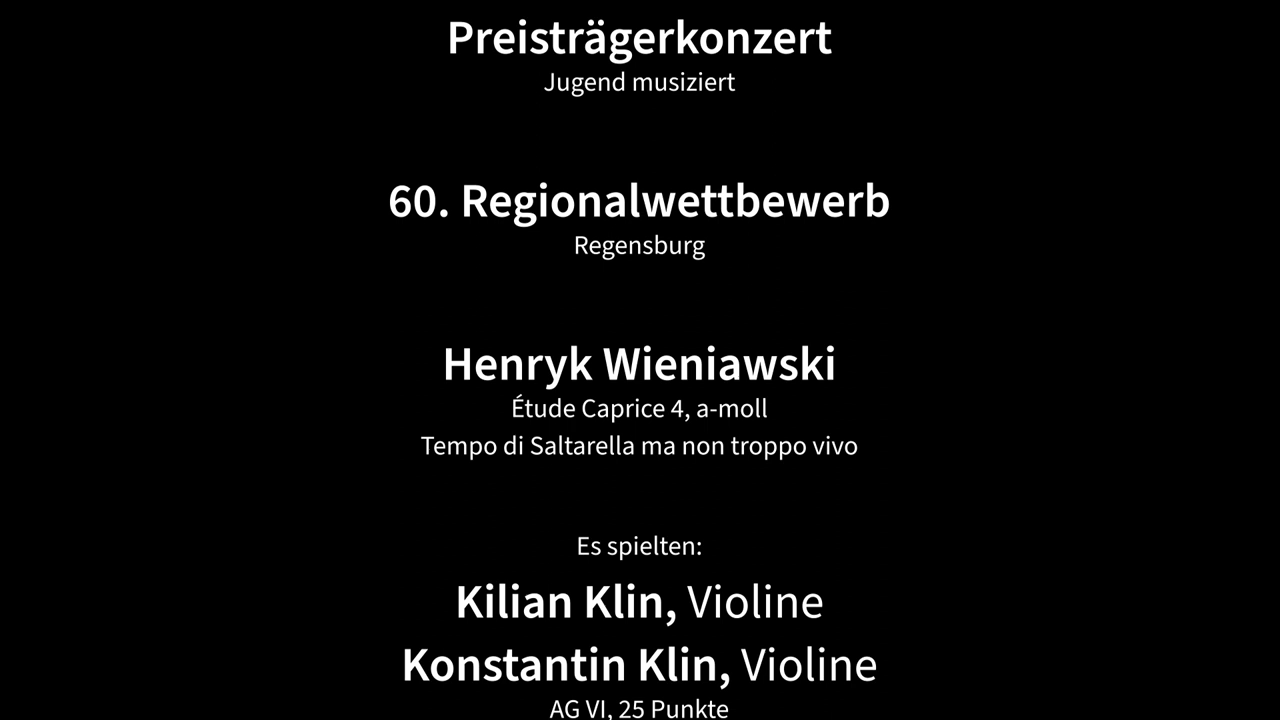 Preisträgerkonzert
Jugend musiziert
60. Regionalwettbewerb
Regensburg
Henryk Wieniawski
Étude Caprice 4, a-moll
Tempo di Saltarella ma non troppo vivo
Es spielten:
Kilian Klin, Violine
Konstantin Klin, Violine
AG VI, 25 Punkte